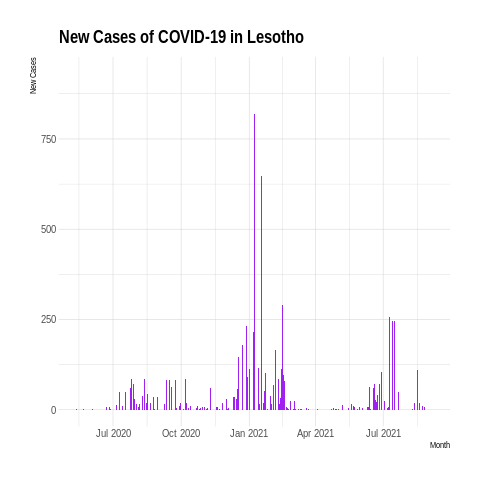 New Cases of COVID-19 in Lesotho
New Cases
750
500
250
0
Jul 2020 Oct 2020 Jan 2021 Apr 2021 Jul 2021
Month